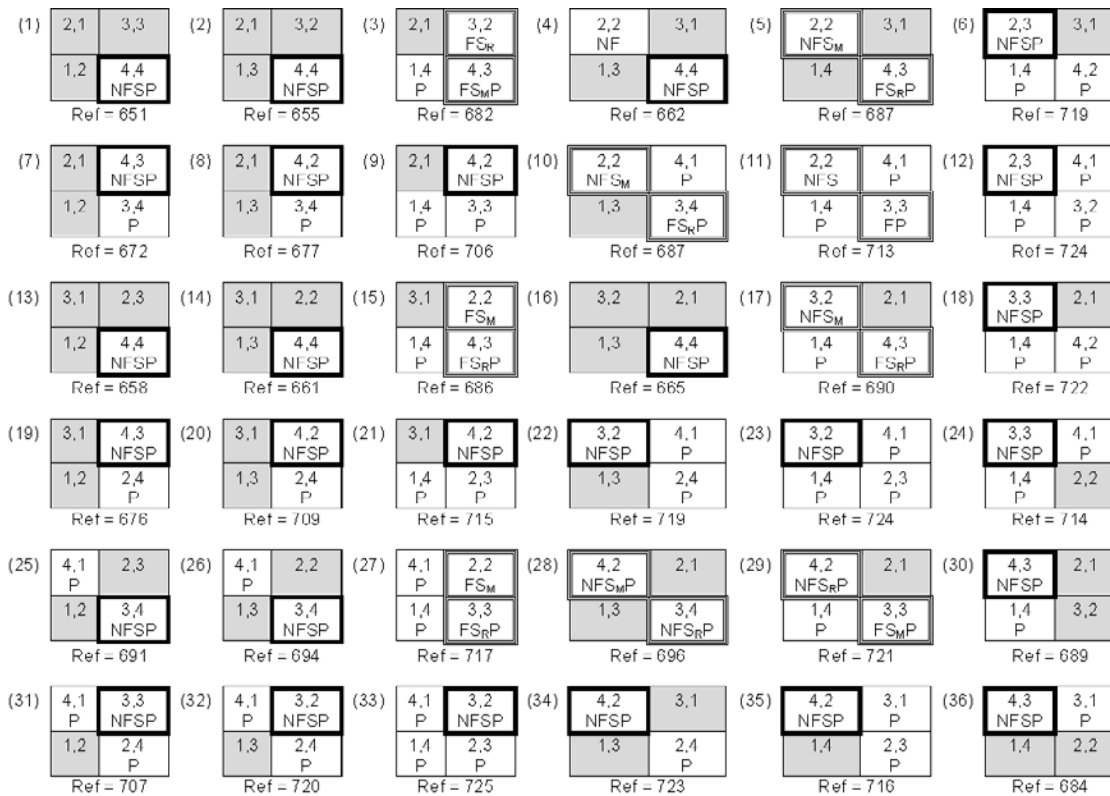 (1) 2,1 3,3 (2) 2,1 3,2 (3) 2,1 3,2 (4) 2,2 3,1 (5) 2,2 3,1 (6) 2,3 3,1
FSR NF NFSM NFSP
1,2 4,4 1,3 4,4 1,4 4,3 1,3 4,4 1,4 4,3 1,4 4,2
NFSP NFSP P FSMP NFSP FSRP P P
Ref = 651 Ref = 655 Ref = 682 Ref = 662 Ref = 687 Ref = 719
(7) 2,1 4,3 (8) 2,1 4,2 (9) 2,1 4,2 (10) 2,2 4,1 (11) 2,2 4,1 (12) 2,3 4,1
NFSP NFSP NFSP NFSM P NFS P NFSP P
1,2 3,4 1,3 3,4 1,4 3,3 1,3 3,4 1,4 3,3 1,4 3,2
P P P P FSRP P FP P P
Ref = 672 Ref = 677 Ref = 706 Ref = 687 Ref = 713 Ref = 724
(13) 3,1 2,3 (14) 3,1 2,2 (15) 3,1 2,2 (16) 3,2 2,1 (17) 3,2 2,1 (18) 3,3 2,1
FSM NFSM NFSP
1,2 4,4 1,3 4,4 1,4 4,3 1,3 4,4 1,4 4,3 1,4 4,2
NFSP NFSP P FSRP NFSP P FSRP P P
Ref = 658 Ref = 661 Ref = 686 Ref = 665 Ref = 690 Ref = 722
(19) 3,1 4,3 (20) 3,1 4,2 (21) 3,1 4,2 (22) 3,2 4,1 (23) 3,2 4,1 (24) 3,3 4,1
NFSP NFSP NFSP NFSP P NFSP P NFSP P
1,2 2,4 1,3 2,4 1,4 2,3 1,3 2,4 1,4 2,3 1,4 2,2
P P P P P P P P
Ref = 676 Ref = 709 Ref = 715 Ref = 719 Ref = 724 Ref = 714
(25) 4,1 2,3 (26) 4,1 2,2 (27) 4,1 2,2 (28) 4,2 2,1 (29) 4,2 2,1 (30) 4,3 2,1
P P P FSM NFSMP NFSRP NFSP
1,2 3,4 1,3 3,4 1,4 3,3 1,3 3,4 1,4 3,3 1,4 3,2
NFSP NFSP P FSRP NFSRP P FSMP P
Ref = 691 Ref = 694 Ref = 717 Ref = 696 Ref = 721 Ref = 689
(31) 4,1 3,3 (32) 4,1 3,2 (33) 4,1 3,2 (34) 4,2 3,1 (35) 4,2 3,1 (36) 4,3 3,1
P NFSP P NFSP P NFSP NFSP NFSP P NFSP P
1,2 2,4 1,3 2,4 1,4 2,3 1,3 2,4 1,4 2,3 1,4 2,2
P P P P P P
Ref = 707 Ref = 720 Ref = 725 Ref = 723 Ref = 716 Ref = 684